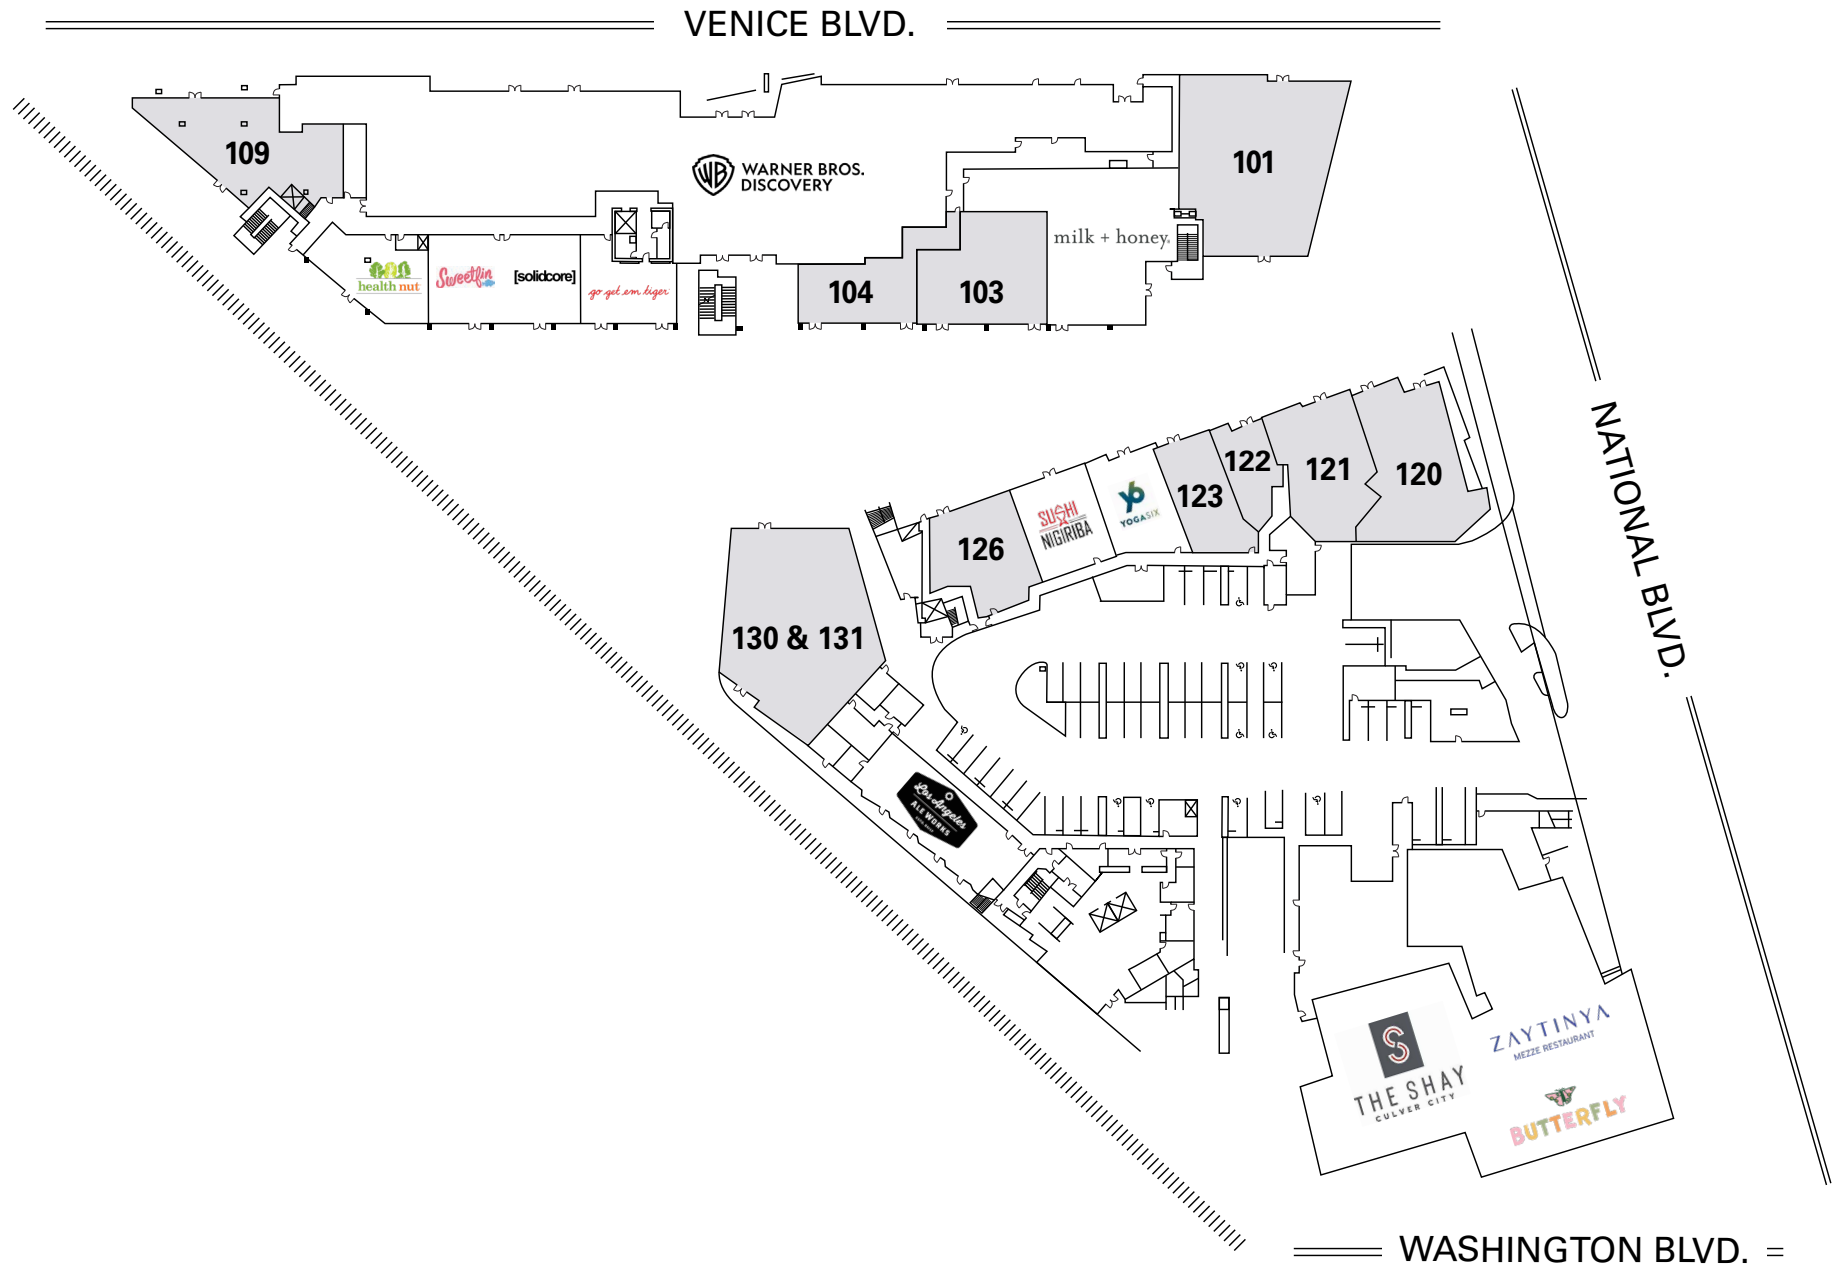 VENICE BLVD.
109
WB
WARNER BROS.
DISCOVERY
101
milk + honey.
health nut
Sweetfin
[solidcore]
go get em tiger
104
103
NATIONAL BLVD.
120
121
122
123
YOGASIX
SUSHI
NIGIRIBA
126
130 & 131
Los Angeles
ALE WORKS
S
THE SHAY
CULVER CITY
ZAYTINYA
MEZZE RESTAURANT
BUTTERFLY
WASHINGTON BLVD.